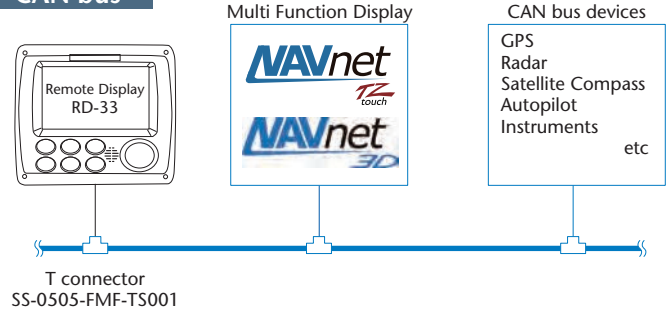 CAN bus
Multi Function Display
CAN bus devices
Remote Display
RD-33
NAVnet
TZ
touch
NAVnet
3D
GPS
Radar
Satellite Compass
Autopilot
Instruments
etc
T connector
SS-0505-FMF-TS001